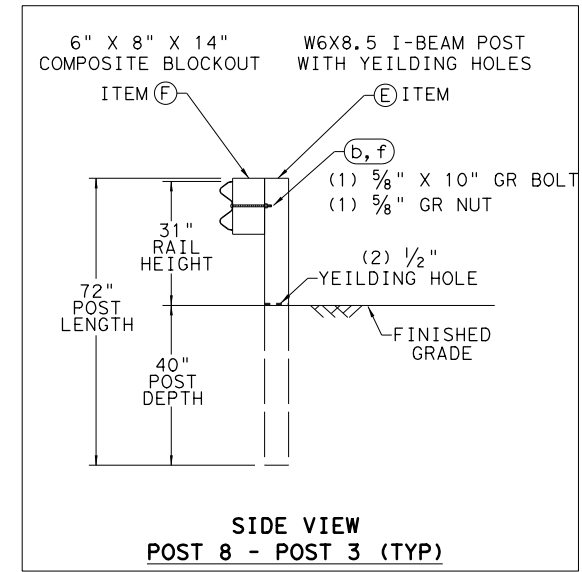 6" X 8" X 14"
COMPOSITE BLOCKOUT
ITEM F
W6X8.5 I-BEAM POST
WITH YEILDING HOLES
E ITEM
b, f
(1) 5/8" X 10" GR BOLT
(1) 5/8" GR NUT
31"
RAIL
HEIGHT
(2) 1/2"
YEILDING HOLE
72"
POST
LENGTH
FINISHED
GRADE
40"
POST
DEPTH
SIDE VIEW
POST 8 - POST 3 (TYP)